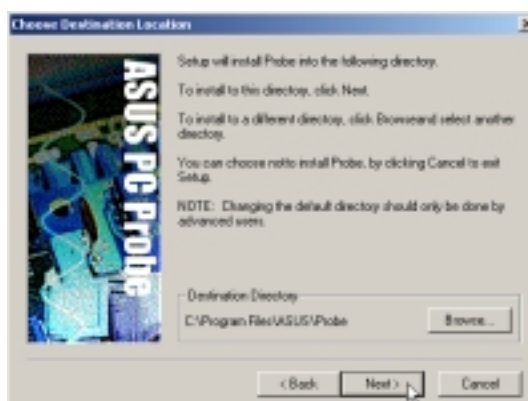 Choose Destination Location
ASUS PC Probe
Setup will install Probe into the following directory.
To install to this directory, click Next.
To install to a different directory, click Browseand select another
directory.
You can choose notto install Probe, by clicking Cancel to exit
Setup.
NOTE: Changing the default directory should only be done by
advanced users.
Destination Directory
C:\Program Files\ASUS\Probe
Browse...
< Back
Next >
Cancel